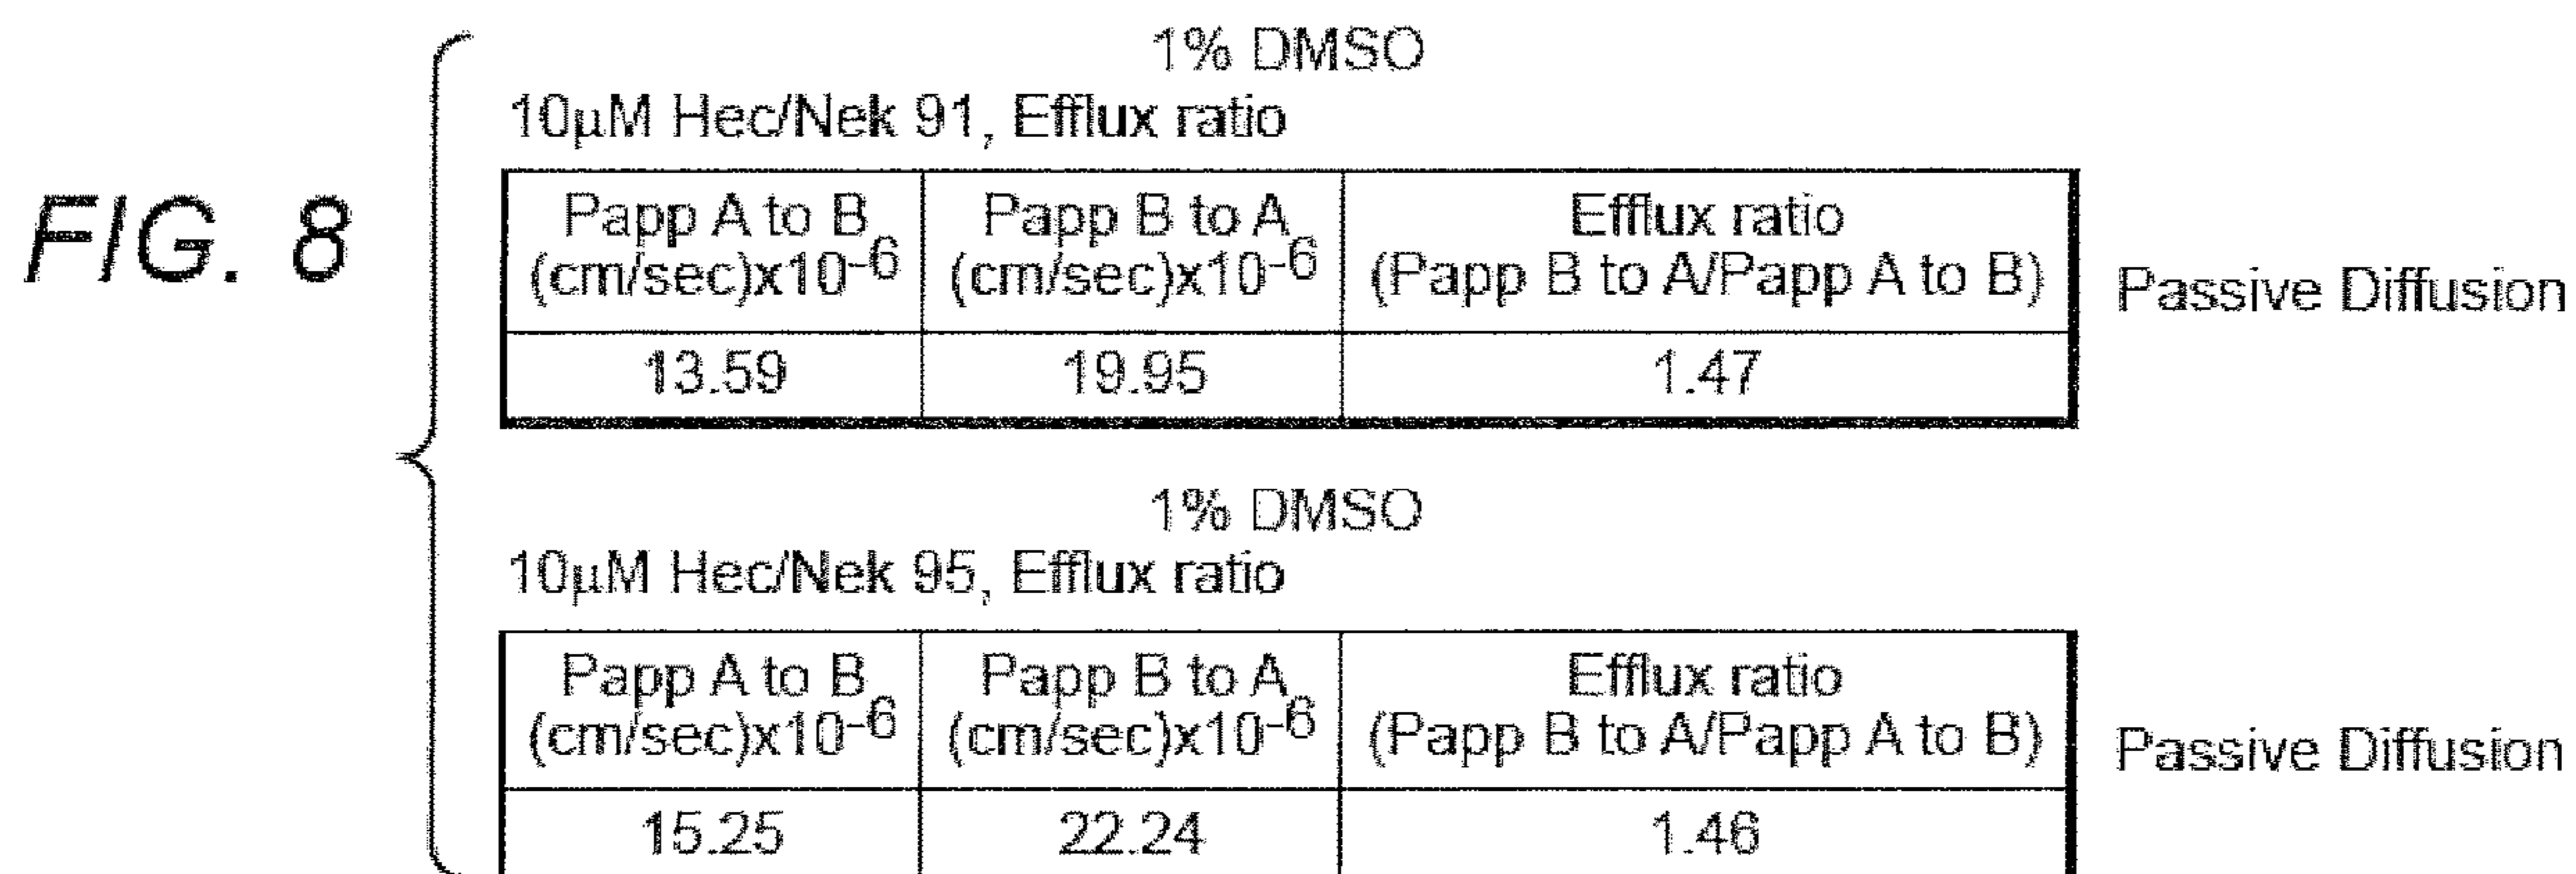 FIG. 8
1% DMSO
10μM Hec/Nek 91, Efflux ratio
Papp A to B
(cm/sec)x10-6
Papp B to A
(cm/sec)x10-6
Efflux ratio
(Papp B to A/Papp A to B)
Passive Diffusion
13.59
19.95
1.47
1% DMSO
10μM Hec/Nek 95, Efflux ratio
Papp A to B
(cm/sec)x10-6
Papp B to A
(cm/sec)x10-6
Efflux ratio
(Papp B to A/Papp A to B)
Passive Diffusion
15.25
22.24
1.46